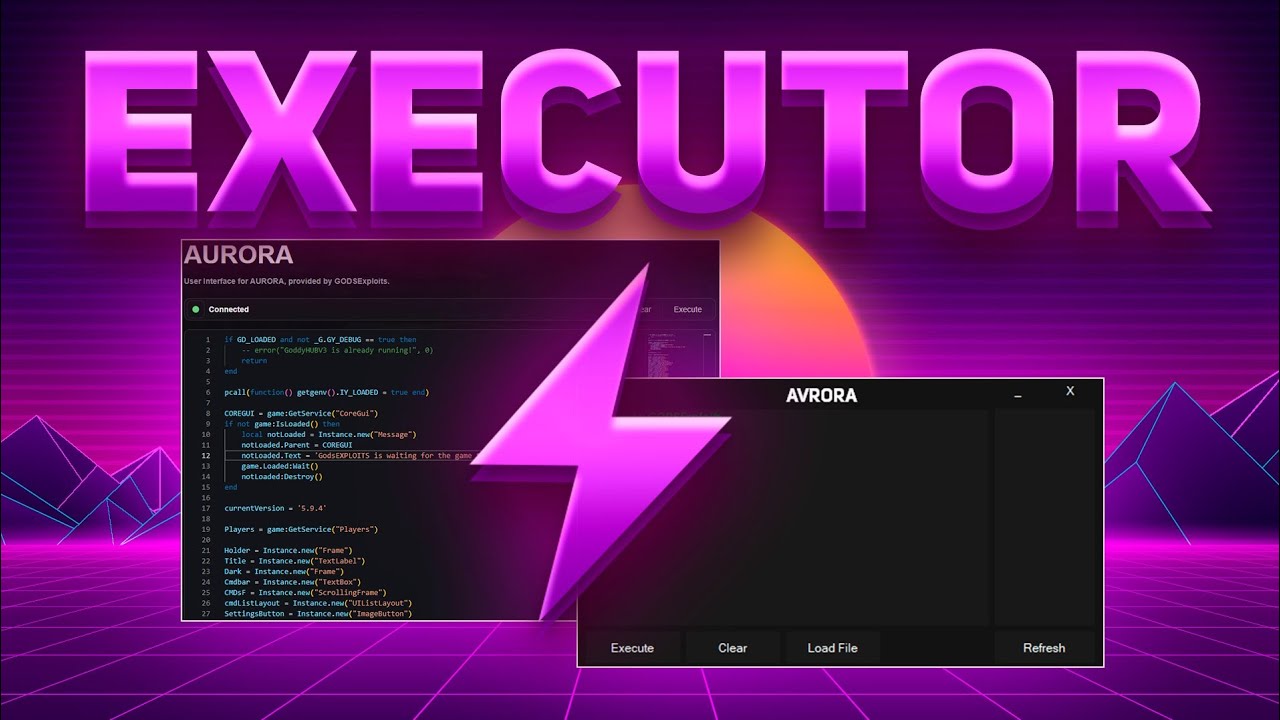 EXECUTOR
AURORA
User Interface for AURORA, provided by GODSExploits.
Connected
ear Execute
1 if GD_LOADED and not _G.GY_DEBUG == true then
2 -- error("GoddyHUBV3 is already running!", 0)
3 return
4 end
5
6 pcall(function() getgenv().IY_LOADED = true end)
7
8 COREGUI = game:GetService("CoreGui")
9 if not game:IsLoaded() then
10 local notLoaded = Instance.new("Message")
11 notLoaded.Parent = COREGUI
12 notLoaded.Text = 'GodsEXPLOITS is waiting for the game
13 game.Loaded:Wait()
14 notLoaded:Destroy()
15 end
16
17 currentVersion = '5.9.4'
18
19 Players = game:GetService("Players")
20
21 Holder = Instance.new("Frame")
22 Title = Instance.new("TextLabel")
23 Dark = Instance.new("Frame")
24 Cmdbar = Instance.new("TextBox")
25 CMDsF = Instance.new("ScrollingFrame")
26 cmdListLayout = Instance.new("UIListLayout")
27 SettingsButton = Instance.new("ImageButton")
AVRORA
_ X
Execute Clear Load File Refresh